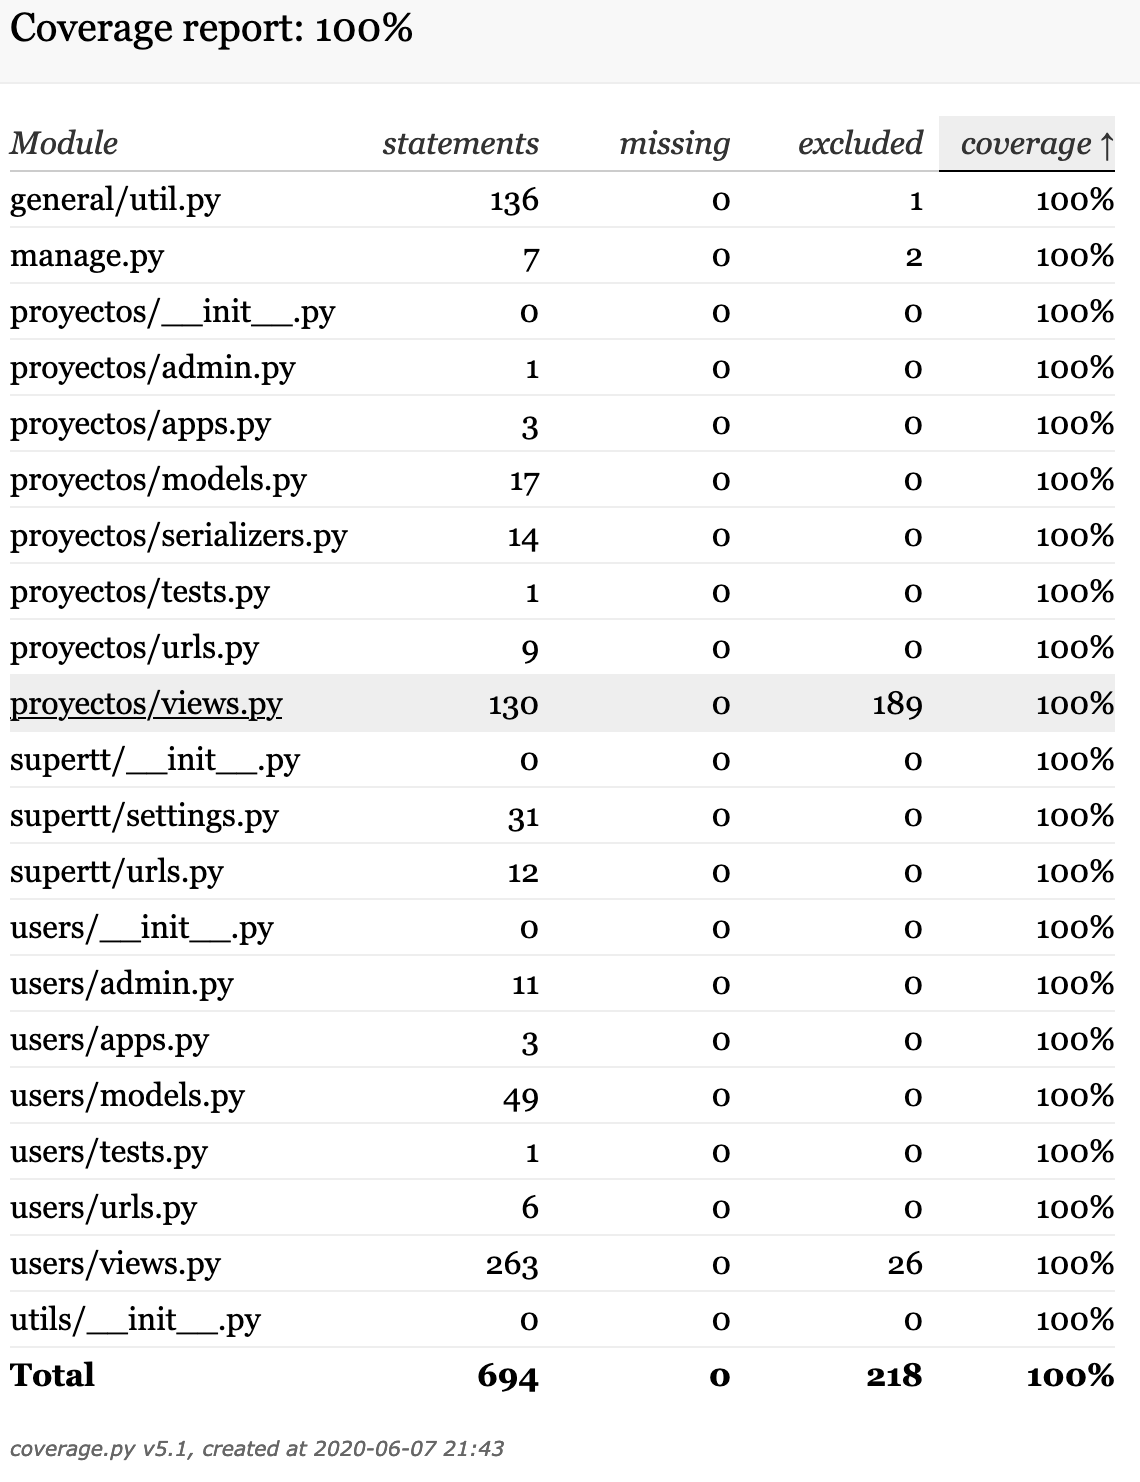 Coverage report: 100%
Module statements missing excluded coverage ↑
general/util.py 136 0 1 100%
manage.py 7 0 2 100%
proyectos/__init__.py 0 0 0 100%
proyectos/admin.py 1 0 0 100%
proyectos/apps.py 3 0 0 100%
proyectos/models.py 17 0 0 100%
proyectos/serializers.py 14 0 0 100%
proyectos/tests.py 1 0 0 100%
proyectos/urls.py 9 0 0 100%
proyectos/views.py 130 0 189 100%
supertt/__init__.py 0 0 0 100%
supertt/settings.py 31 0 0 100%
supertt/urls.py 12 0 0 100%
users/__init__.py 0 0 0 100%
users/admin.py 11 0 0 100%
users/apps.py 3 0 0 100%
users/models.py 49 0 0 100%
users/tests.py 1 0 0 100%
users/urls.py 6 0 0 100%
users/views.py 263 0 26 100%
utils/__init__.py 0 0 0 100%
Total 694 0 218 100%
coverage.py v5.1, created at 2020-06-07 21:43